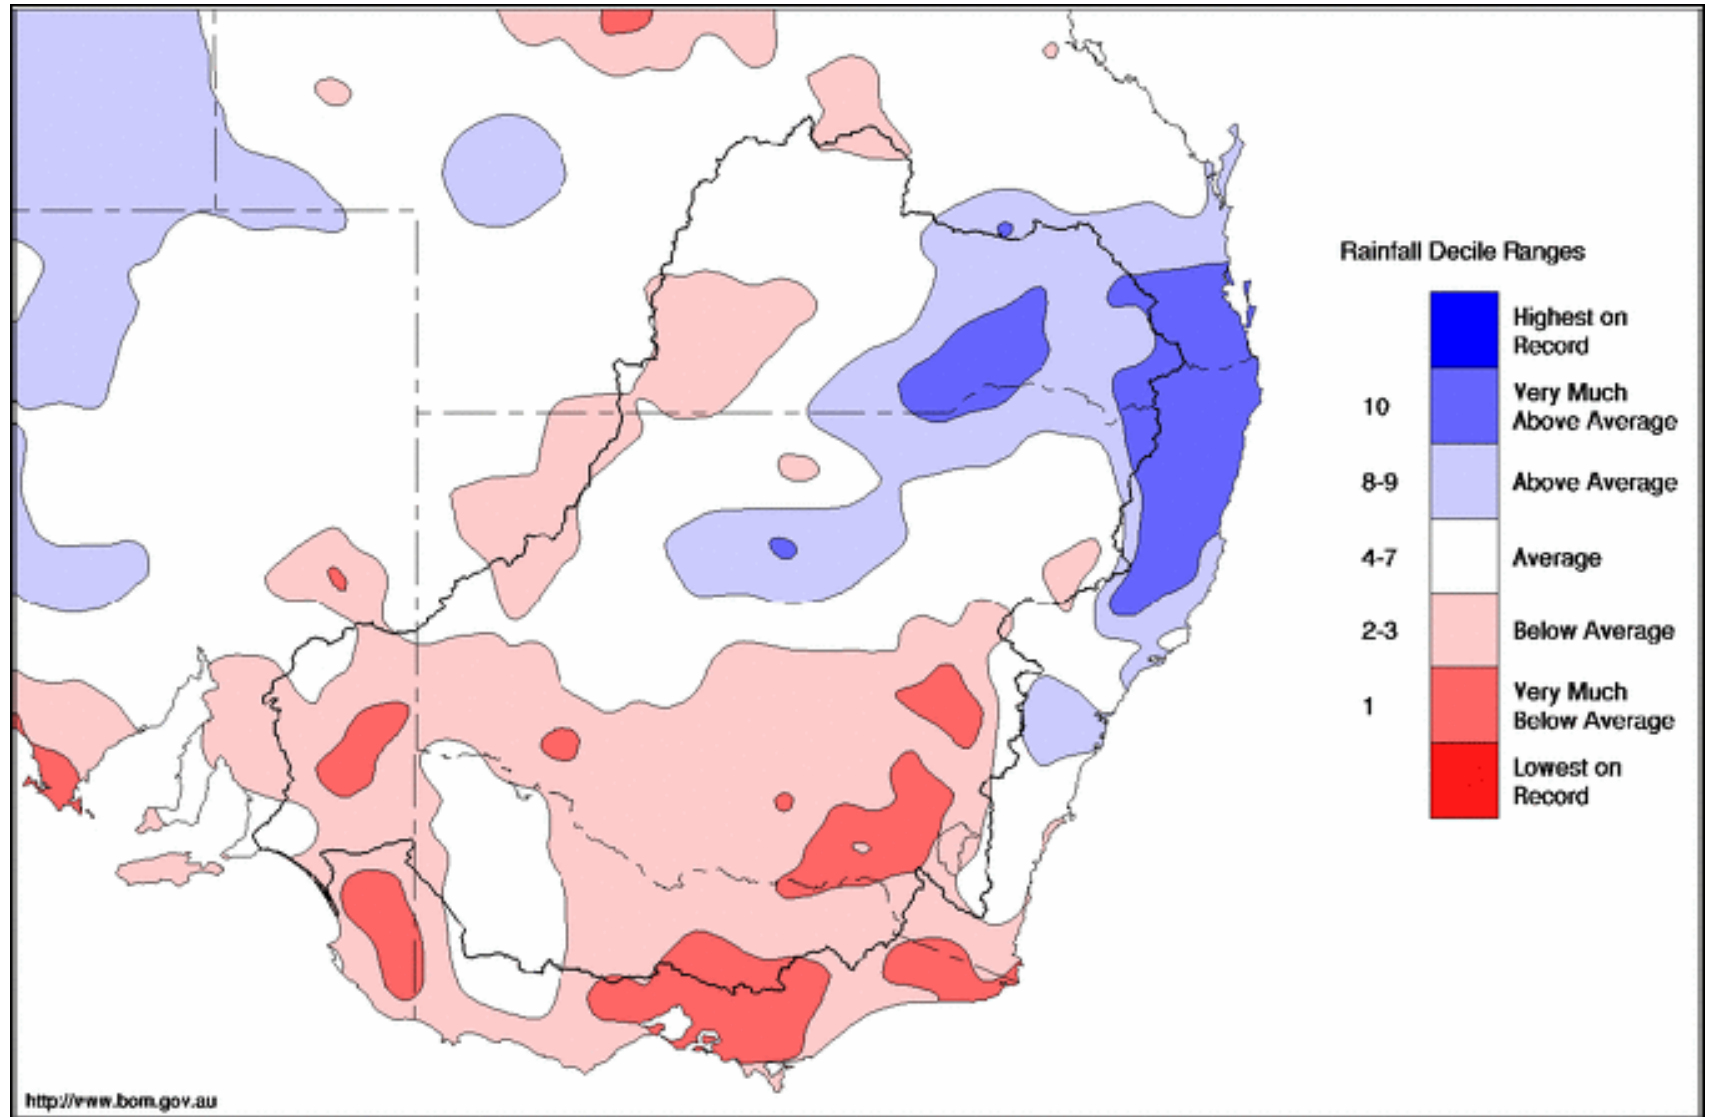 Rainfall Decile Ranges
Highest on
Record
10
Very Much
Above Average
8-9
Above Average
4-7
Average
2-3
Below Average
1
Very Much
Below Average
Lowest on
Record
http://www.bom.gov.au